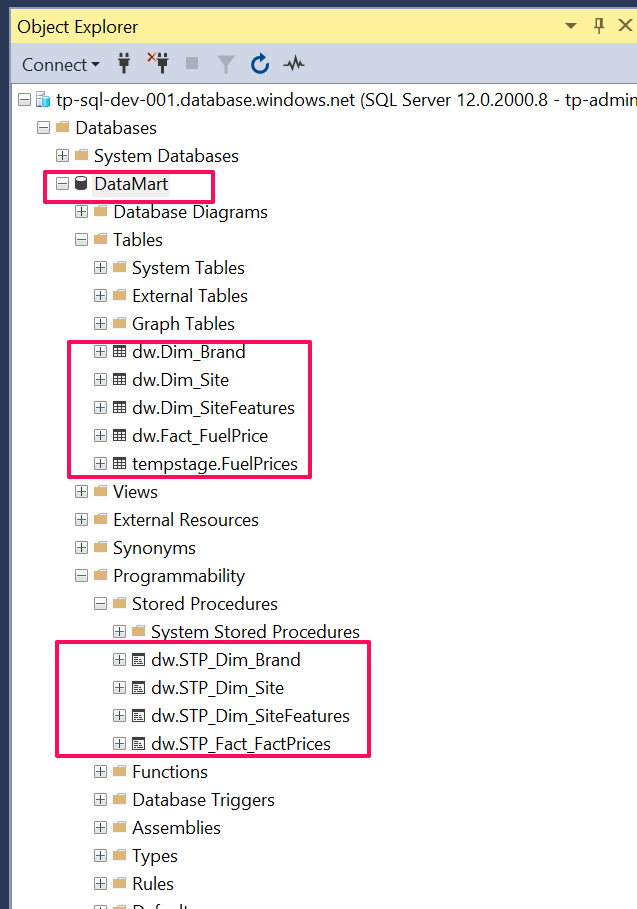 Object Explorer
Connect
tp-sql-dev-001.database.windows.net (SQL Server 12.0.2000.8 - tp-admin
Databases
System Databases
DataMart
Database Diagrams
Tables
System Tables
External Tables
Graph Tables
dw.Dim_Brand
dw.Dim_Site
dw.Dim_SiteFeatures
dw.Fact_FuelPrice
tempstage.FuelPrices
Views
External Resources
Synonyms
Programmability
Stored Procedures
System Stored Procedures
dw.STP_Dim_Brand
dw.STP_Dim_Site
dw.STP_Dim_SiteFeatures
dw.STP_Fact_FactPrices
Functions
Database Triggers
Assemblies
Types
Rules